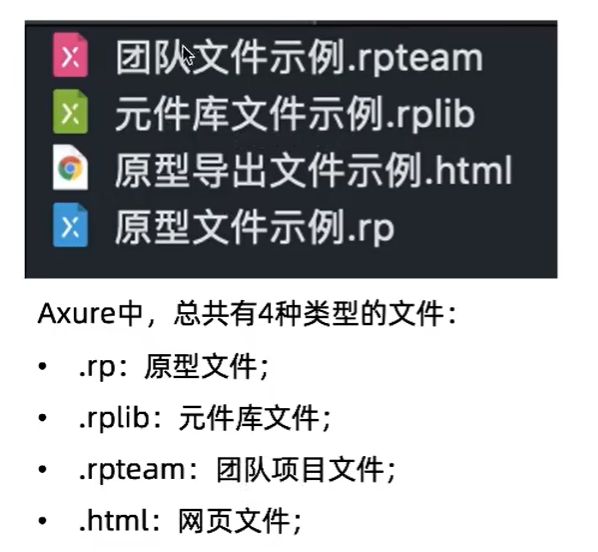 团队文件示例.rpteam
元件库文件示例.rplib
原型导出文件示例.html
原型文件示例.rp
Axure中，总共有4种类型的文件：
• .rp：原型文件；
• .rplib：元件库文件；
• .rpteam：团队项目文件；
• .html：网页文件；